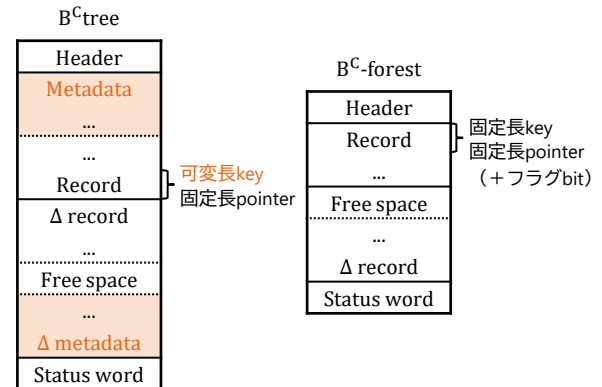 B^Ctree
Header
Metadata
...
...
Record
Δ record
...
Free space
...
Δ metadata
Status word
可変長key
固定長pointer
B^C-forest
Header
Record
...
Free space
...
Δ record
Status word
固定長key
固定長pointer
（＋フラグbit）